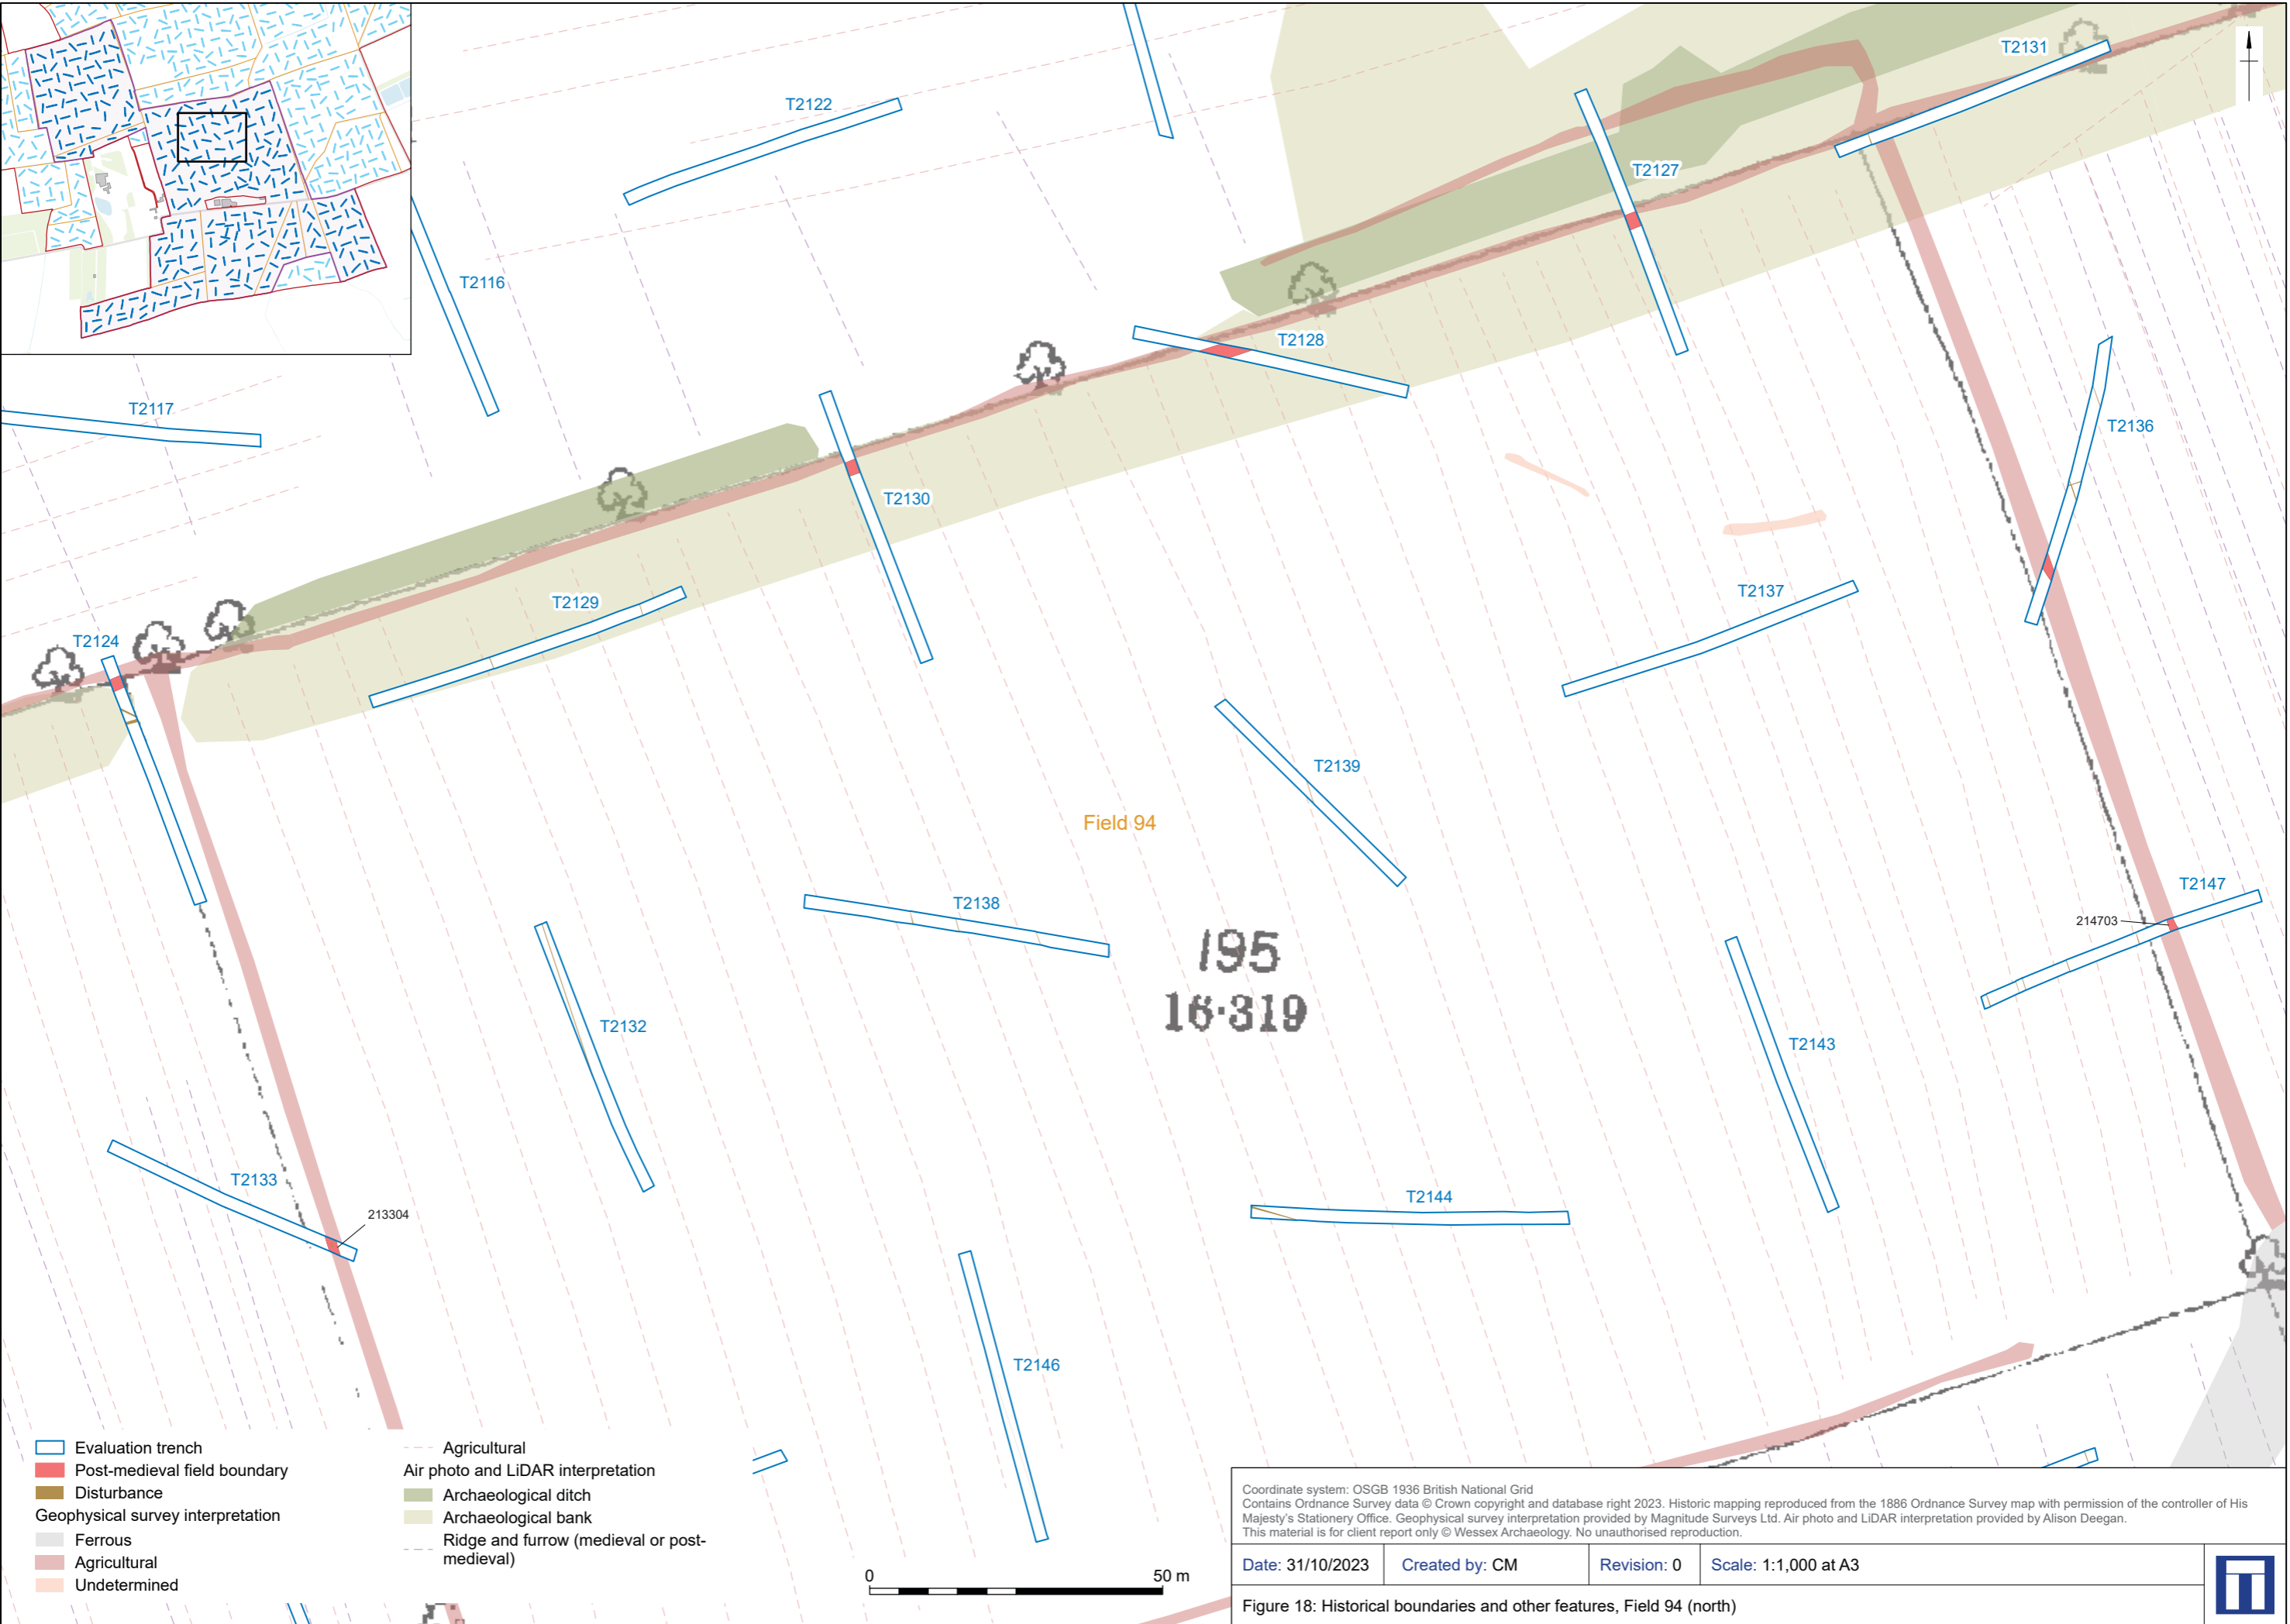 T2122
T2131
T2127
T2116
T2128
T2117
T2136
T2130
T2137
T2129
T2124
T2139
Field 94
T2138
T2147
214703
195
16·319
T2132
T2143
T2133
T2144
213304
T2146
Evaluation trench
Post-medieval field boundary
Disturbance
Geophysical survey interpretation
Ferrous
Agricultural
Undetermined
Agricultural
Air photo and LiDAR interpretation
Archaeological ditch
Archaeological bank
Ridge and furrow (medieval or post-
medieval)
0 50 m
Coordinate system: OSGB 1936 British National Grid
Contains Ordnance Survey data © Crown copyright and database right 2023. Historic mapping reproduced from the 1886 Ordnance Survey map with permission of the controller of His
Majesty's Stationery Office. Geophysical survey interpretation provided by Magnitude Surveys Ltd. Air photo and LiDAR interpretation provided by Alison Deegan.
This material is for client report only © Wessex Archaeology. No unauthorised reproduction.
Date: 31/10/2023 Created by: CM Revision: 0 Scale: 1:1,000 at A3
Figure 18: Historical boundaries and other features, Field 94 (north)